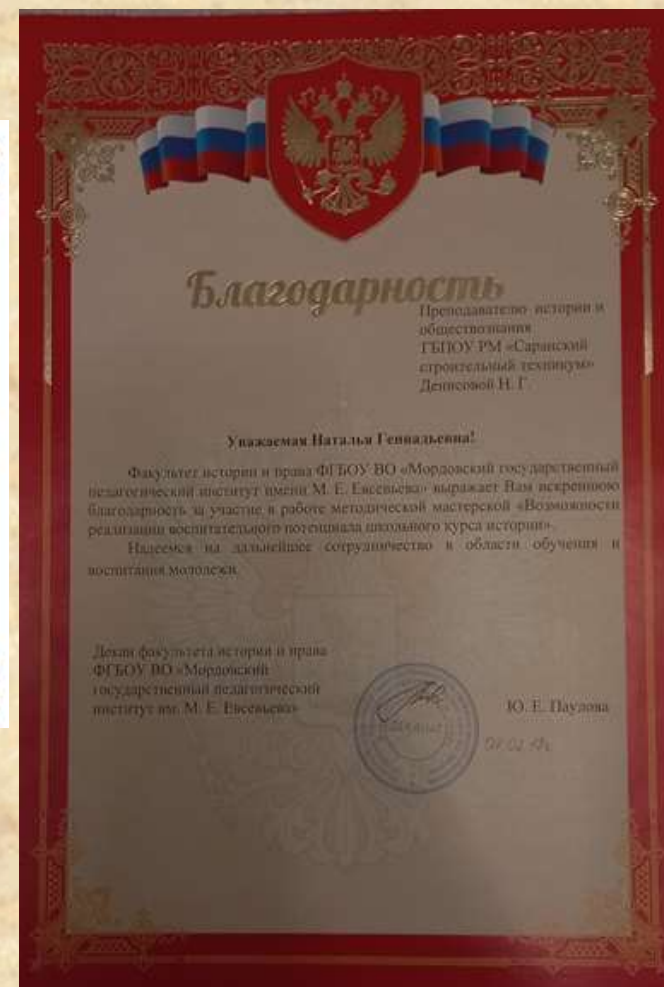 Благодарность
Преподавателю истории и
обществознания
ГБПОУ РМ «Саранский
строительный техникум»
Денисовой Н. Г.
Уважаемая Наталья Геннадьевна!
Факультет истории и права ФГБОУ ВО «Мордовский государственный
педагогический институт имени М. Е. Евсевьева» выражает Вам искреннюю
благодарность за участие в работе методической мастерской «Возможности
реализации воспитательного потенциала школьного курса истории».
Надеемся на дальнейшее сотрудничество в области обучения и
воспитания молодежи.
Декан факультета истории и права
ФГБОУ ВО «Мордовский
государственный педагогический
институт им. М. Е. Евсевьева»
Ю. Е. Паулова